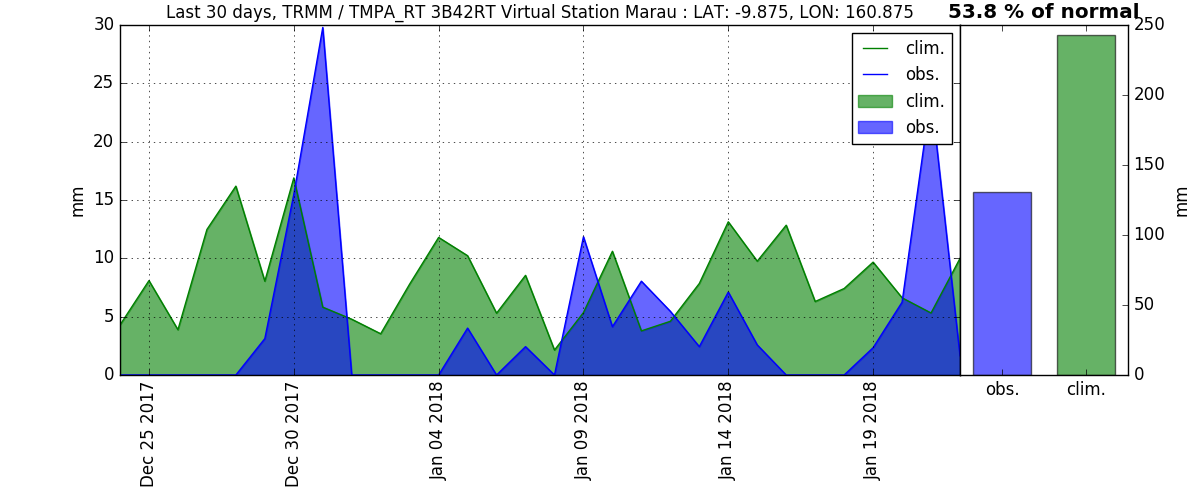 Last 30 days, TRMM / TMPA_RT 3B42RT Virtual Station Marau : LAT: -9.875, LON: 160.875
53.8 % of normal
30
25
20
15
10
5
0
mm
clim.
obs.
clim.
obs.
250
200
150
100
50
0
mm
obs.
clim.
Dec 25 2017
Dec 30 2017
Jan 04 2018
Jan 09 2018
Jan 14 2018
Jan 19 2018